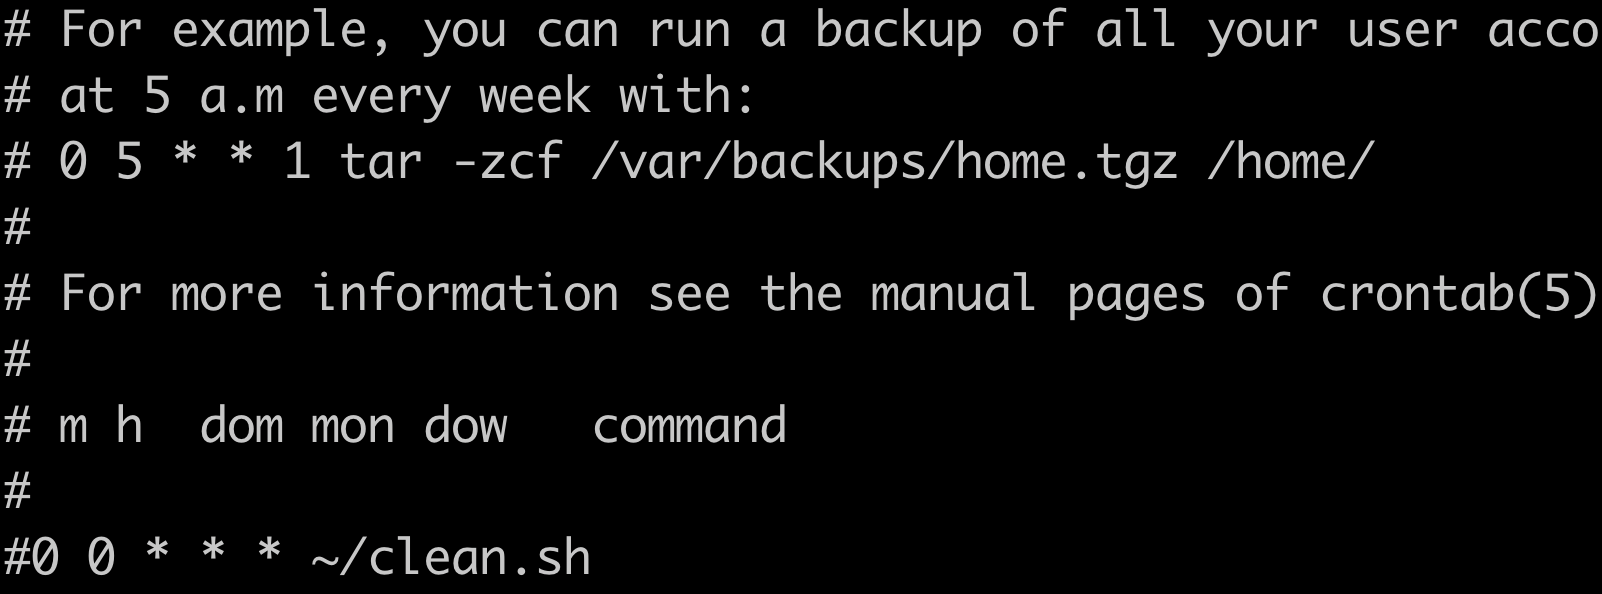 # For example, you can run a backup of all your user acco
# at 5 a.m every week with:
# 0 5 * * 1 tar -zcf /var/backups/home.tgz /home/
#
# For more information see the manual pages of crontab(5)
#
# m h  dom mon dow   command
#
#0 0 * * * ~/clean.sh